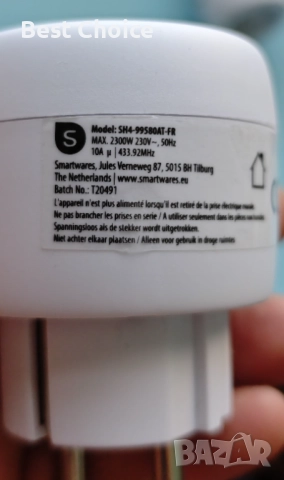 Best Choice
S
Model: SH4-99580AT-FR
MAX. 2300W 230V~, 50Hz
10A µ | 433.92MHz
Smartwares, Jules Verneweg 87, 5015 BH Tilburg
The Netherlands | www.smartwares.eu
Batch No.: T20491
L'appareil n'est plus alimenté lorsqu'il est retiré de la prise électrique murale.
Ne pas brancher les prises en serie / A utiliser seulement dans les pièces
Spanningsloos als de stekker wordt uitgetrokken.
Niet achter elkaar plaatsen / Alleen voor gebruik in droge ruimten
BAZAR
bg